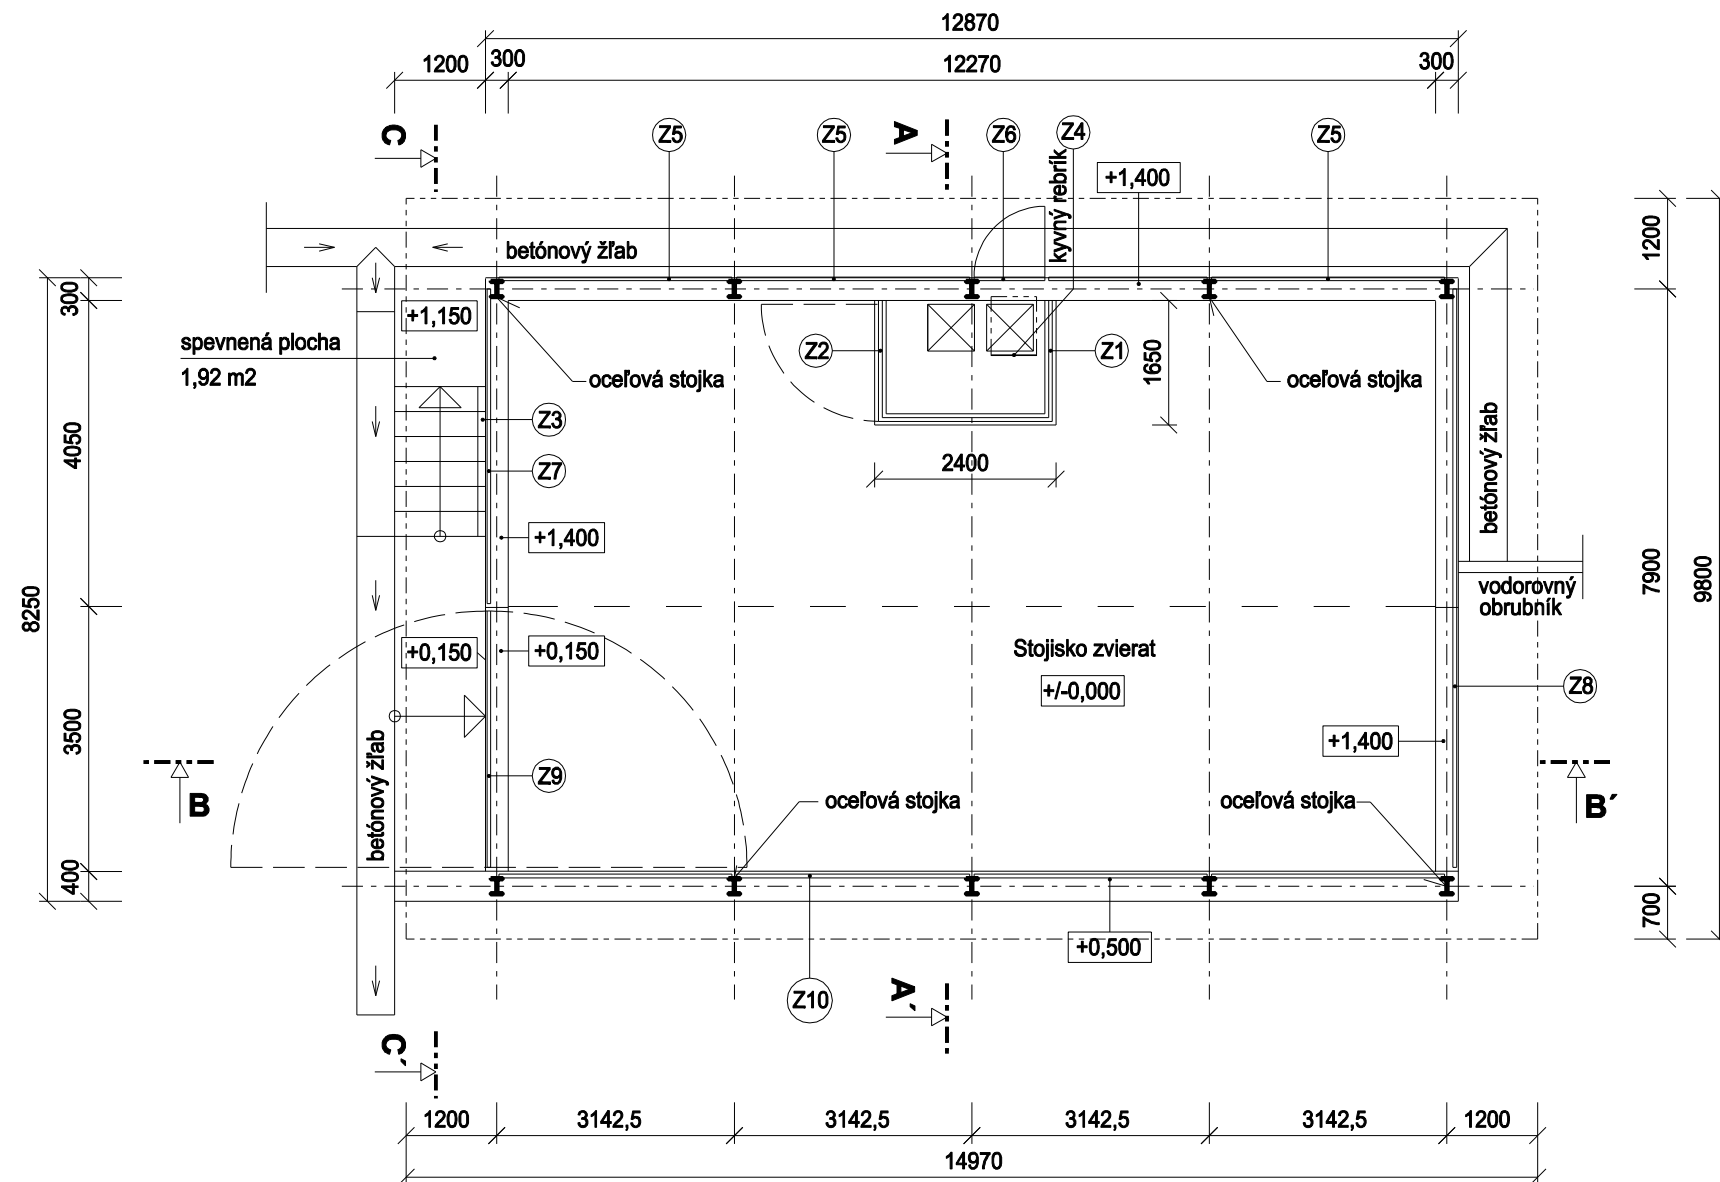 12870
1200
300
12270
300
C
Z5
Z5
A
Z6
Z4
Z5
kyvný rebrík
+1,400
betónový žľab
1200
300
+1,150
spevnená plocha
1,92 m2
oceľová stojka
Z2
Z1
1650
oceľová stojka
Z3
4050
2400
Z7
betónový žľab
+1,400
7900
9800
8250
vodorovný
obrubník
+0,150
+0,150
Stojisko zvierat
+/-0,000
Z8
3500
+1,400
betónový žľab
B
Z9
oceľová stojka
oceľová stojka
B´
400
700
+0,500
Z10
A´
C´
1200
3142,5
3142,5
3142,5
3142,5
1200
14970